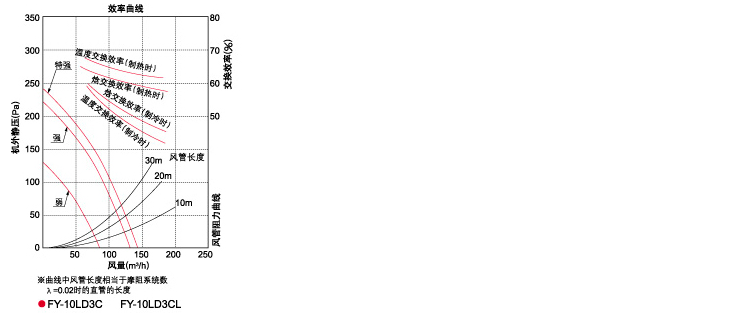 效率曲线
350
80
300
70
温度交换效率(制热时)
特强
250
60
焓交换效率(制热时)
焓交换效率(制冷时)
温度交换效率(制冷时)
200
50
强
150
30m
风管长度
20m
100
弱
10m
50
0
50 100 150 200 250
风量(m³/h)
机外静压(Pa)
交换效率(%)
风管阻力曲线
※曲线中风管长度相当于摩阻系统数
λ=0.02时的直管的长度
FY-10LD3C FY-10LD3CL